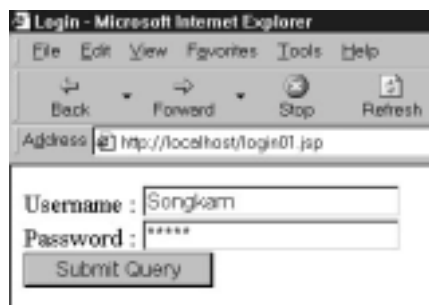 Login - Microsoft Internet Explorer
File Edit View Favorites Tools Help
Back Forward Stop Refresh
Address http://localhost/login01.jsp
Username : Songkam
Password : *****
Submit Query